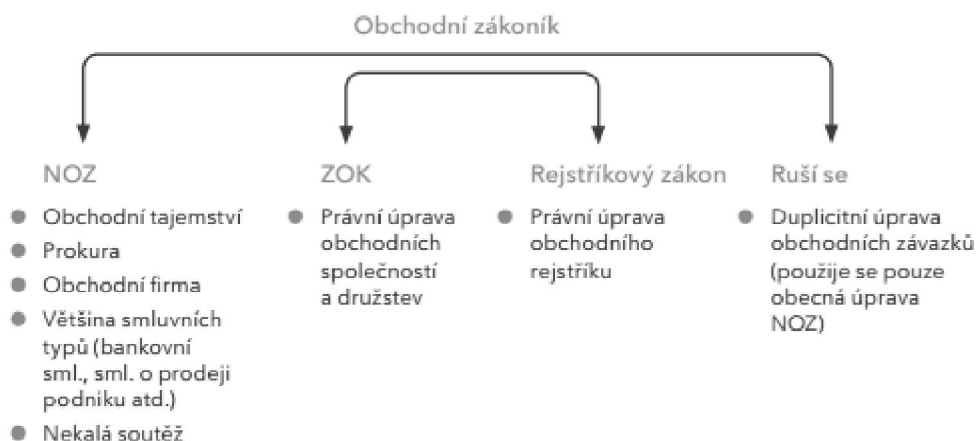 Obchodní zákoník
NOZ
Obchodní tajemství
Prokura
Obchodní firma
Většina smluvních
typů (bankovní
sml., sml. o prodeji
podniku atd.)
Nekalá soutěž
ZOK
Právní úprava
obchodních
společností
a družstev
Rejstříkový zákon
Právní úprava
obchodního
rejstříku
Ruší se
Duplicitní úprava
obchodních závazků
(použije se pouze
obecná úprava
NOZ)